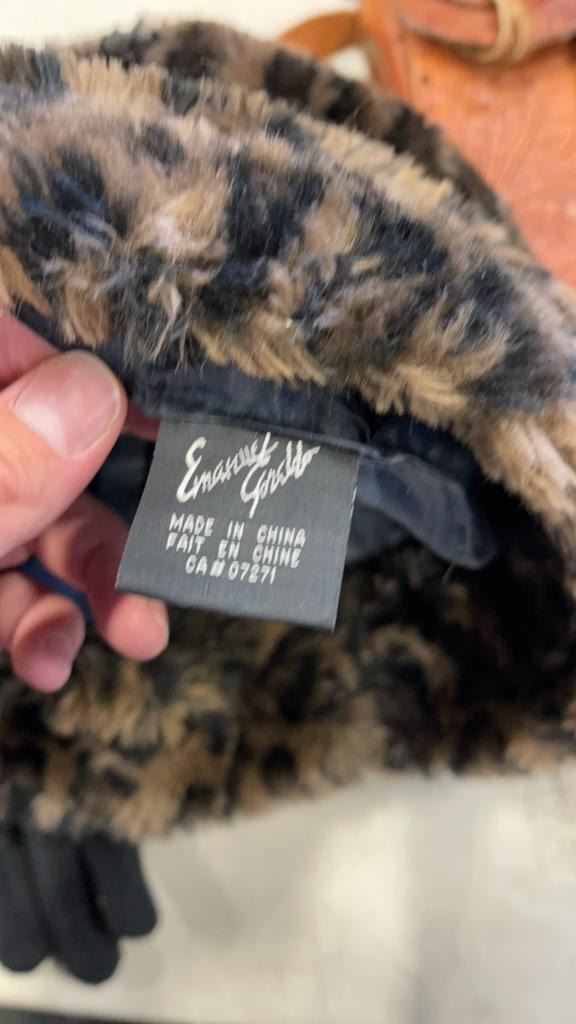 Emanuel
Geraldo
MADE IN CHINA
FAIT EN CHINE
CA# 07271